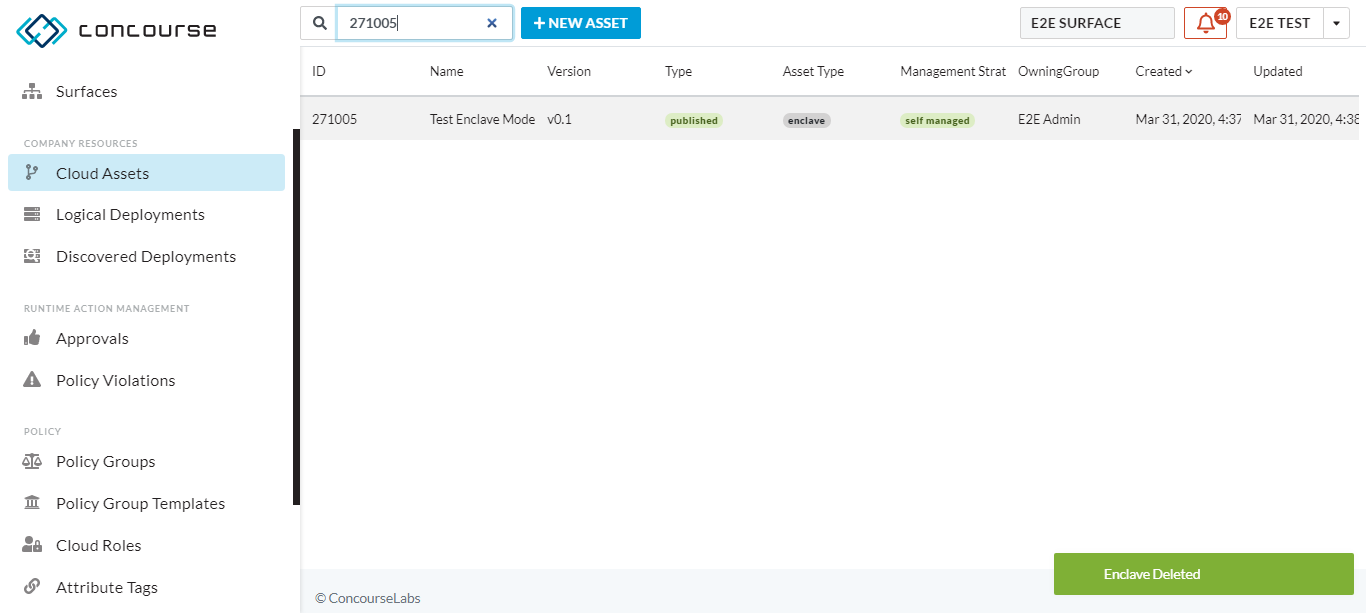 concourse
271005
NEW ASSET
E2E SURFACE
10
E2E TEST
Surfaces
COMPANY RESOURCES
Cloud Assets
Logical Deployments
Discovered Deployments
RUNTIME ACTION MANAGEMENT
Approvals
Policy Violations
POLICY
Policy Groups
Policy Group Templates
Cloud Roles
Attribute Tags
ID Name Version Type Asset Type Management Strat OwningGroup Created Updated
271005 Test Enclave Mode v0.1 published enclave self managed E2E Admin Mar 31, 2020, 4:37 Mar 31, 2020, 4:38
Enclave Deleted
© ConcourseLabs